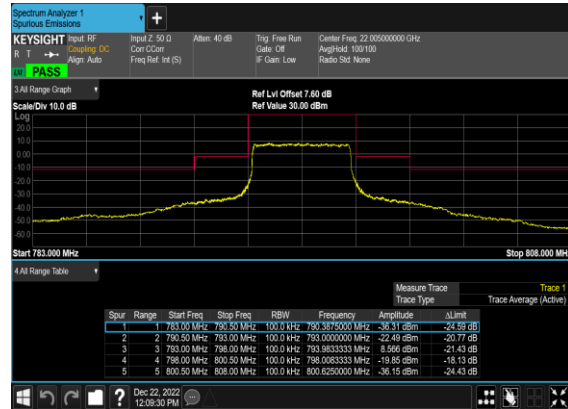 Spectrum Analyzer 1
Spurious Emissions
+
KEYSIGHT Input: RF Input Z: 50 Ω Atten: 40 dB Trig: Free Run Center Freq: 22.005000000 GHz
R T Coupling: DC Corr CCorr Gate: Off Avg|Hold: 100/100
Align: Auto Freq Ref: Int (S) IF Gain: Low Radio Std: None
LW PASS
3 All Range Graph
Ref Lvl Offset 7.60 dB
Scale/Div 10.0 dB Ref Value 30.00 dBm
Log
20.0
10.0
0.00
-10.0
-20.0
-30.0
-40.0
-50.0
-60.0
Start 783.000 MHz Stop 808.000 MH
4 All Range Table
Measure Trace Trace 1
Trace Type Trace Average (Active)
Spur Range Start Freq Stop Freq RBW Frequency Amplitude ΔLimit
1 1 783.00 MHz 790.50 MHz 100.0 kHz 790.3875000 MHz -36.31 dBm -24.59 dB
2 2 790.50 MHz 793.00 MHz 100.0 kHz 793.0000000 MHz -22.49 dBm -20.77 dB
3 3 793.00 MHz 798.00 MHz 100.0 kHz 793.9833333 MHz 8.566 dBm -21.43 dB
4 4 798.00 MHz 800.50 MHz 100.0 kHz 798.0083333 MHz -19.85 dBm -18.13 dB
5 5 800.50 MHz 808.00 MHz 100.0 kHz 800.6250000 MHz -36.15 dBm -24.43 dB
? Dec 22, 2022
12:09:30 PM